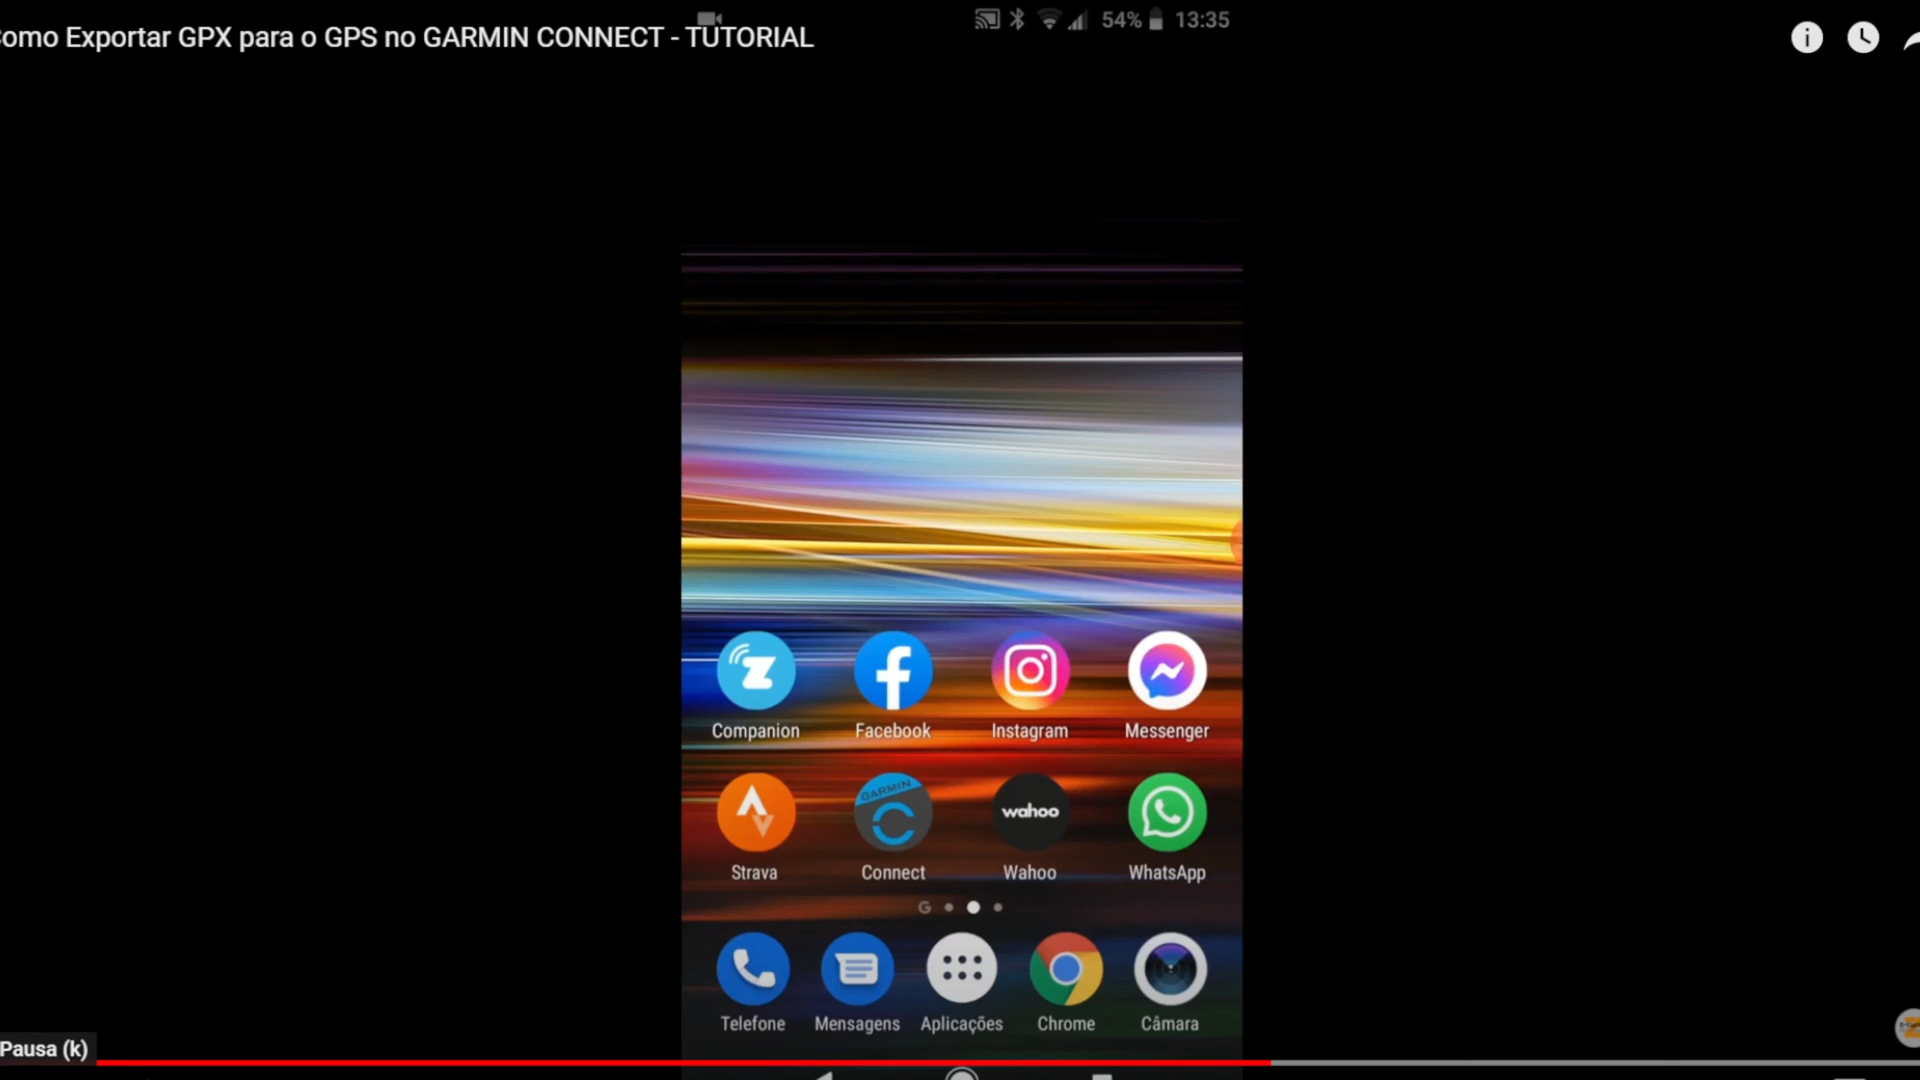 54% 13:35
omo Exportar GPX para o GPS no GARMIN CONNECT - TUTORIAL
Companion Facebook Instagram Messenger
GARMIN wahoo
Strava Connect Wahoo WhatsApp
G
Telefone Mensagens Aplicações Chrome Câmara
Pausa (k)